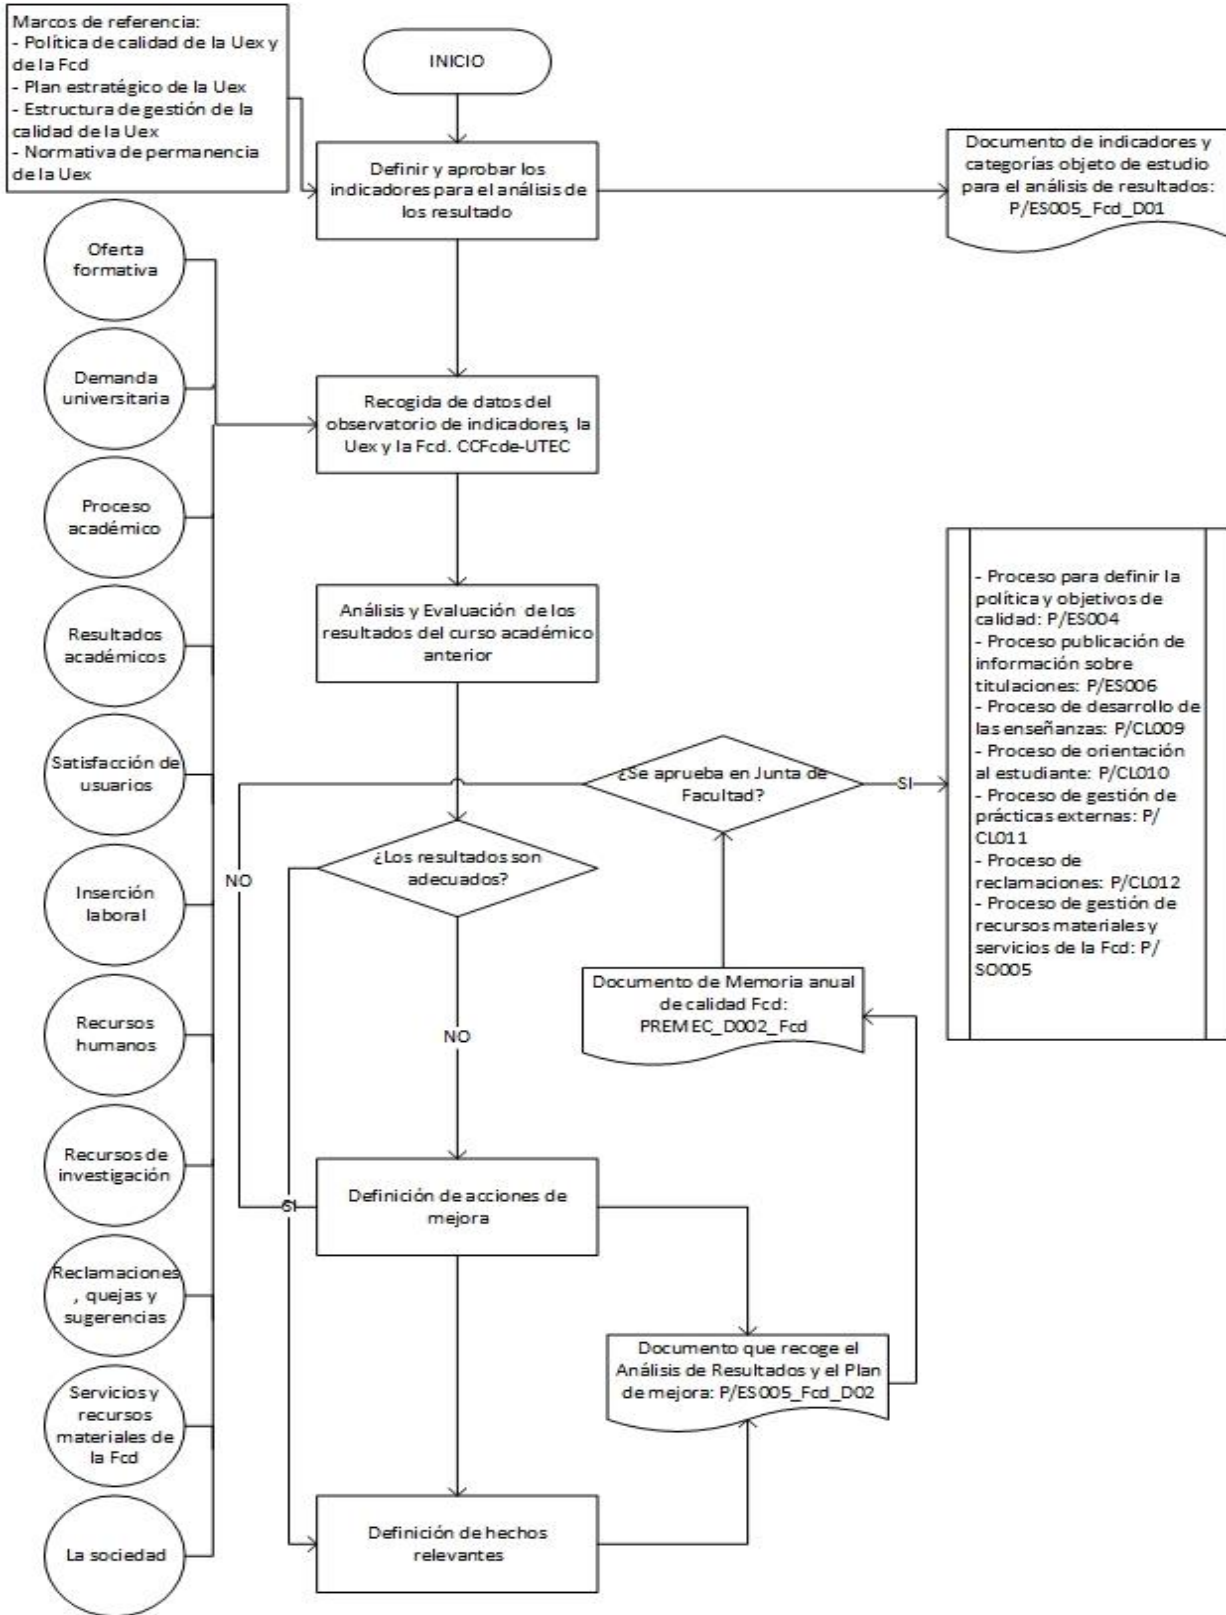 Marcos de referencia:
- Política de calidad de la Uex y
de la Fcd
- Plan estratégico de la Uex
- Estructura de gestión de la
calidad de la Uex
- Normativa de permanencia
de la Uex
INICIO
Definir y aprobar los
indicadores para el análisis de
los resultado
Documento de indicadores y
categorías objeto de estudio
para el análisis de resultados:
P/ES005_Fcd_D01
Oferta
formativa
Demanda
universitaria
Proceso
académico
Resultados
académicos
Satisfacción de
usuarios
Inserción
laboral
Recursos
humanos
Recursos de
investigación
Reclamaciones
, quejas y
sugerencias
Servicios y
recursos
materiales de
la Fcd
La sociedad
Recogida de datos del
observatorio de indicadores, la
Uex y la Fcd. CCFcde-UTEC
Análisis y Evaluación de los
resultados del curso académico
anterior
¿Se aprueba en Junta de
Facultad?
SI
NO
- Proceso para definir la
política y objetivos de
calidad: P/ES004
- Proceso publicación de
información sobre
titulaciones: P/ES006
- Proceso de desarrollo de
las enseñanzas: P/CL009
- Proceso de orientación
al estudiante: P/CL010
- Proceso de gestión de
prácticas externas: P/
CL011
- Proceso de
reclamaciones: P/CL012
- Proceso de gestión de
recursos materiales y
servicios de la Fcd: P/
SO005
¿Los resultados son
adecuados?
NO
SI
Documento de Memoria anual
de calidad Fcd:
PREMEC_D002_Fcd
Definición de acciones de
mejora
Documento que recoge el
Análisis de Resultados y el Plan
de mejora: P/ES005_Fcd_D02
Definición de hechos
relevantes